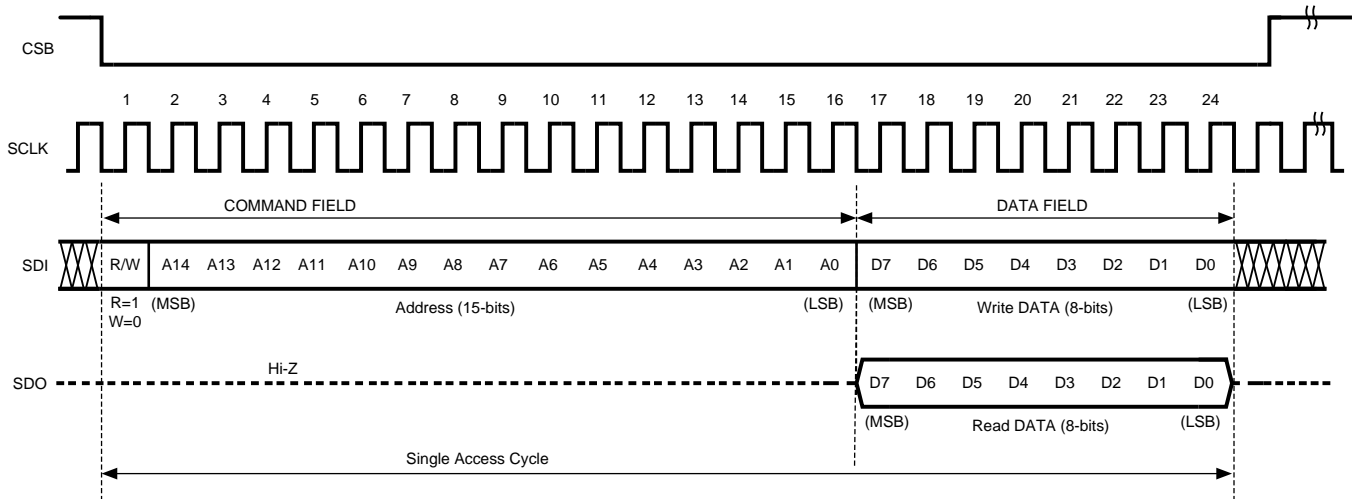 CSB
1 2 3 4 5 6 7 8 9 10 11 12 13 14 15 16 17 18 19 20 21 22 23 24
SCLK
COMMAND FIELD DATA FIELD
SDI R/W A14 A13 A12 A11 A10 A9 A8 A7 A6 A5 A4 A3 A2 A1 A0 D7 D6 D5 D4 D3 D2 D1 D0
R=1 (MSB) Address (15-bits) (LSB) (MSB) Write DATA (8-bits) (LSB)
W=0
Hi-Z
SDO D7 D6 D5 D4 D3 D2 D1 D0
(MSB) Read DATA (8-bits) (LSB)
Single Access Cycle